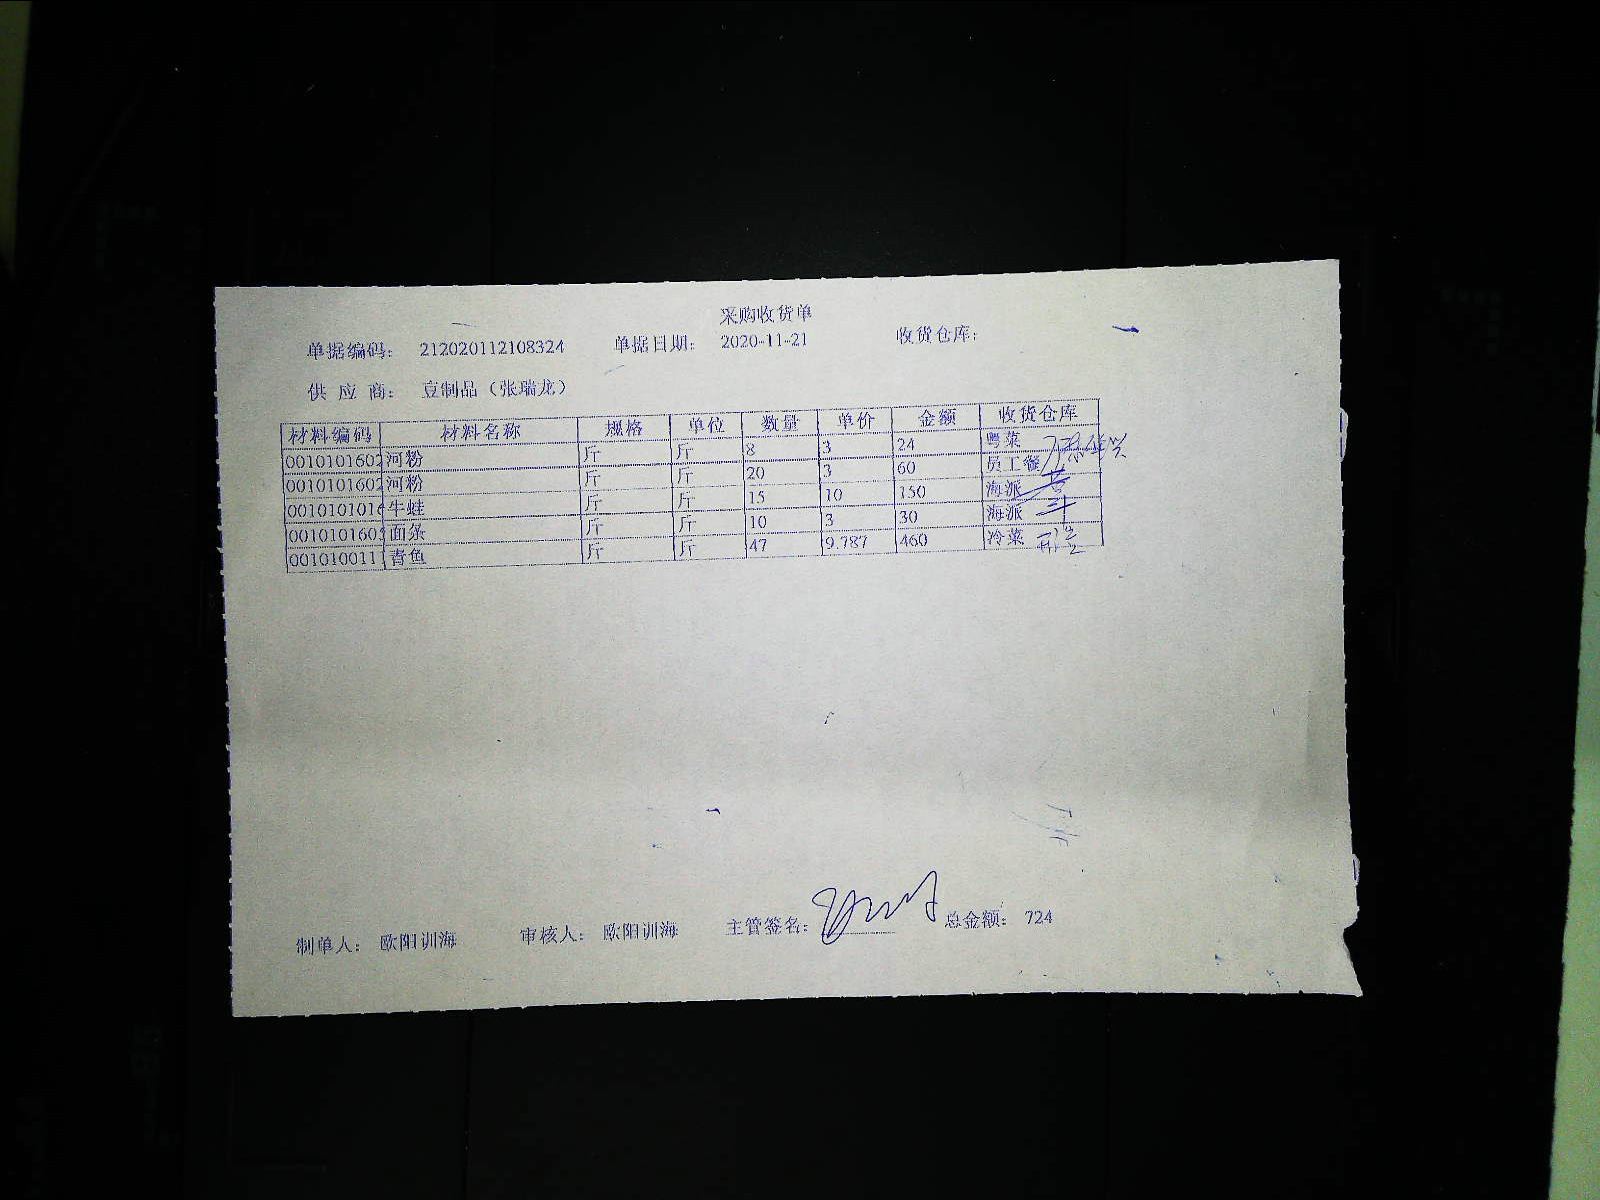 采购收货单
单据编码： 212020112108324 单据日期： 2020-11-21 收货仓库：
供 应 商： 豆制品（张瑞龙）
材料编码 材料名称 规格 单位 数量 单价 金额 收货仓库
0010101602 河粉 斤 斤 8 3 24 粤菜
0010101602 河粉 斤 斤 20 3 60 员工餐
001010101 牛蛙 斤 斤 15 10 150 海派
001010160 面条 斤 斤 10 3 30 海派
001010011 青鱼 斤 斤 47 9.787 460 冷菜
制单人： 欧阳训海 审核人： 欧阳训海 主管签名： 总金额： 724